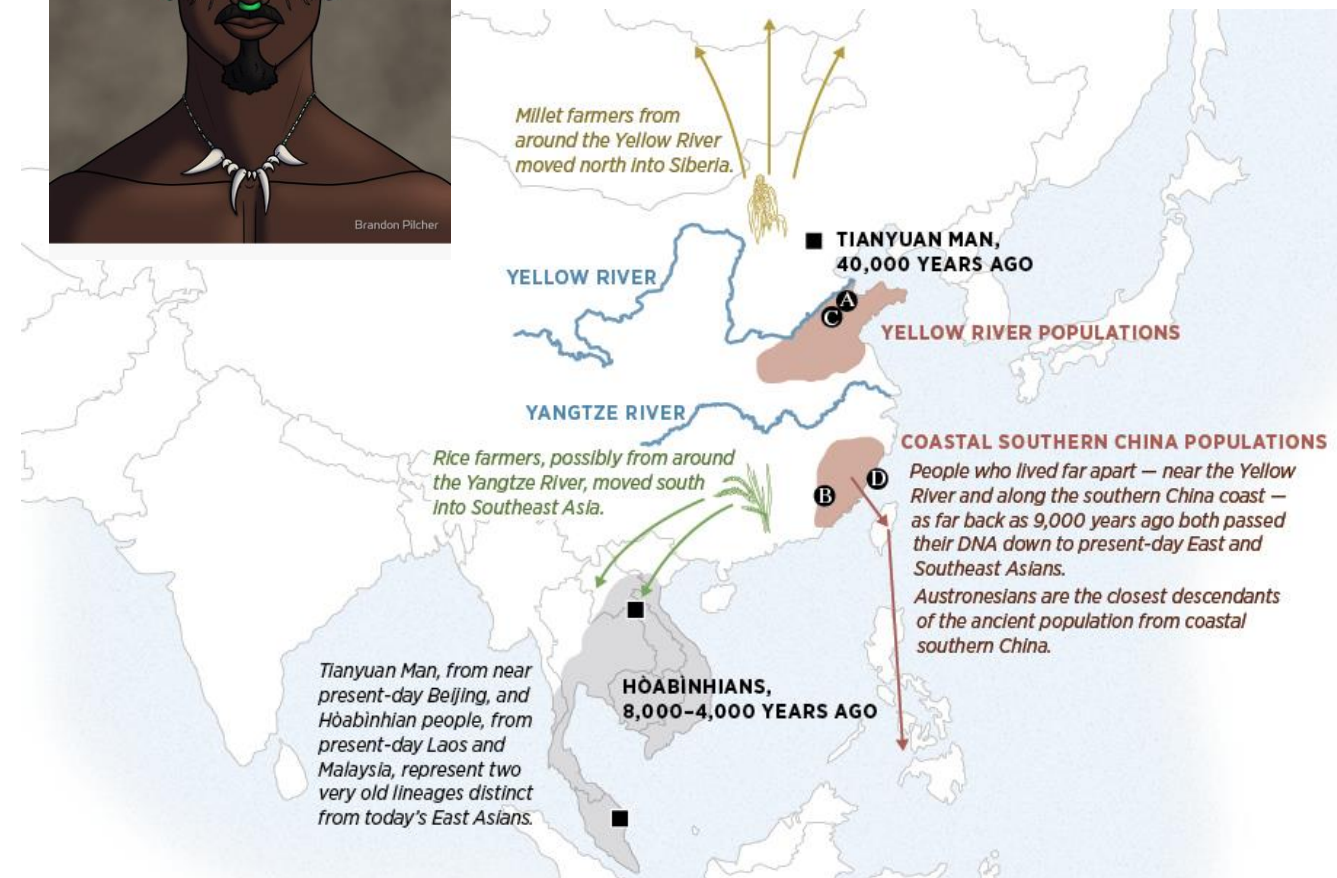 Brandon Pilcher
Millet farmers from
around the Yellow River
moved north into Siberia.
TIANYUAN MAN,
40,000 YEARS AGO
YELLOW RIVER
A
C
YELLOW RIVER POPULATIONS
YANGTZE RIVER
COASTAL SOUTHERN CHINA POPULATIONS
Rice farmers, possibly from around
the Yangtze River, moved south
into Southeast Asia.
B
D
People who lived far apart — near the Yellow
River and along the southern China coast —
as far back as 9,000 years ago both passed
their DNA down to present-day East and
Southeast Asians.
Austronesians are the closest descendants
of the ancient population from coastal
southern China.
Tianyuan Man, from near
present-day Beijing, and
Hòabìnhian people, from
present-day Laos and
Malaysia, represent two
very old lineages distinct
from today's East Asians.
HÒABÌNHIANS,
8,000–4,000 YEARS AGO